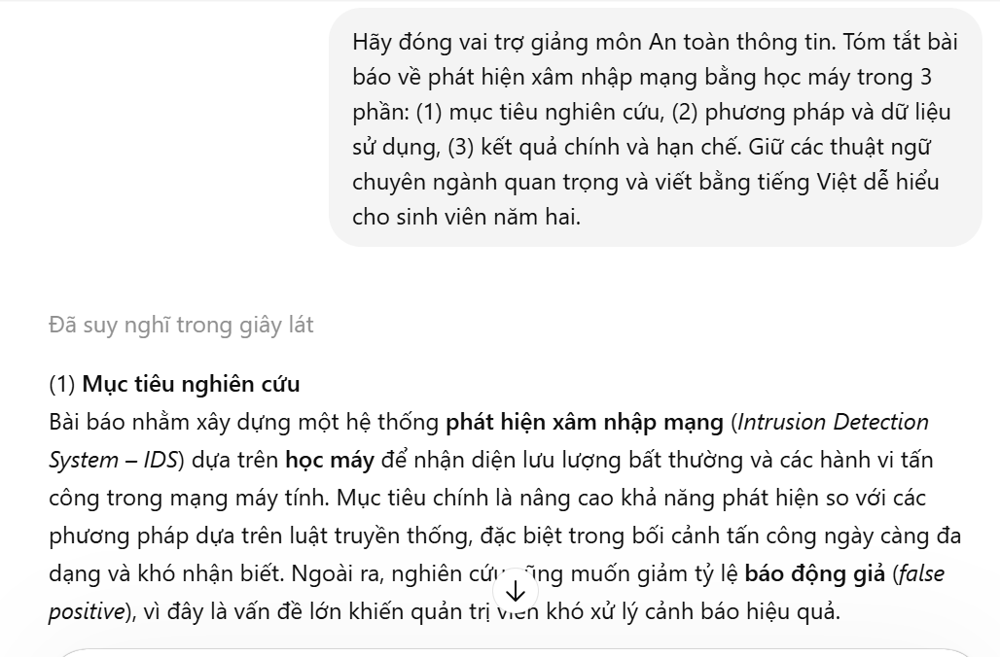 Hãy đóng vai trợ giảng môn An toàn thông tin. Tóm tắt bài
báo về phát hiện xâm nhập mạng bằng học máy trong 3
phần: (1) mục tiêu nghiên cứu, (2) phương pháp và dữ liệu
sử dụng, (3) kết quả chính và hạn chế. Giữ các thuật ngữ
chuyên ngành quan trọng và viết bằng tiếng Việt dễ hiểu
cho sinh viên năm hai.
Đã suy nghĩ trong giây lát
(1) Mục tiêu nghiên cứu
Bài báo nhằm xây dựng một hệ thống phát hiện xâm nhập mạng (Intrusion Detection
System – IDS) dựa trên học máy để nhận diện lưu lượng bất thường và các hành vi tấn
công trong mạng máy tính. Mục tiêu chính là nâng cao khả năng phát hiện so với các
phương pháp dựa trên luật truyền thống, đặc biệt trong bối cảnh tấn công ngày càng đa
dạng và khó nhận biết. Ngoài ra, nghiên cứu cũng muốn giảm tỷ lệ báo động giả (false
positive), vì đây là vấn đề lớn khiến quản trị viên khó xử lý cảnh báo hiệu quả.